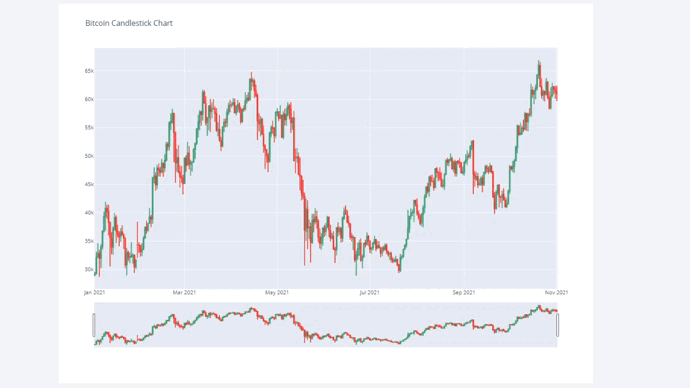 Bitcoin Candlestick Chart
65k
60k
55k
50k
45k
40k
35k
30k
Jan 2021 Mar 2021 May 2021 Jul 2021 Sep 2021 Nov 2021